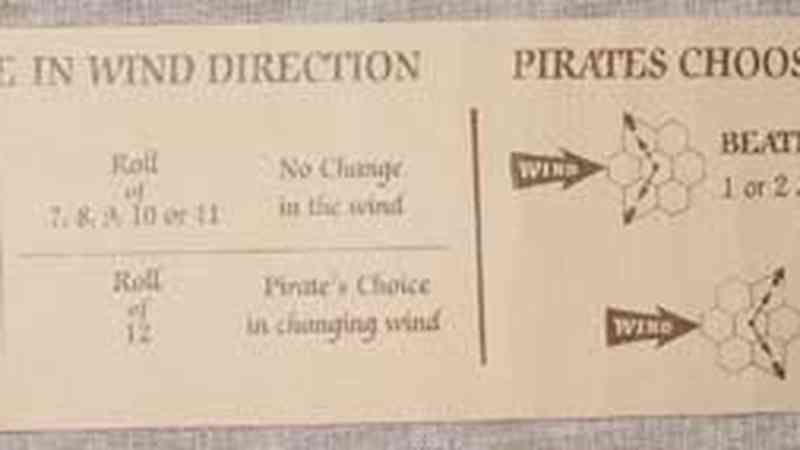 E IN WIND DIRECTION
Roll
of
7, 8, 9, 10 or 11
No Change
in the wind
Roll
of
12
Pirate's Choice
in changing wind
PIRATES CHOOS
WIND
BEATI
1 or 2
WIND